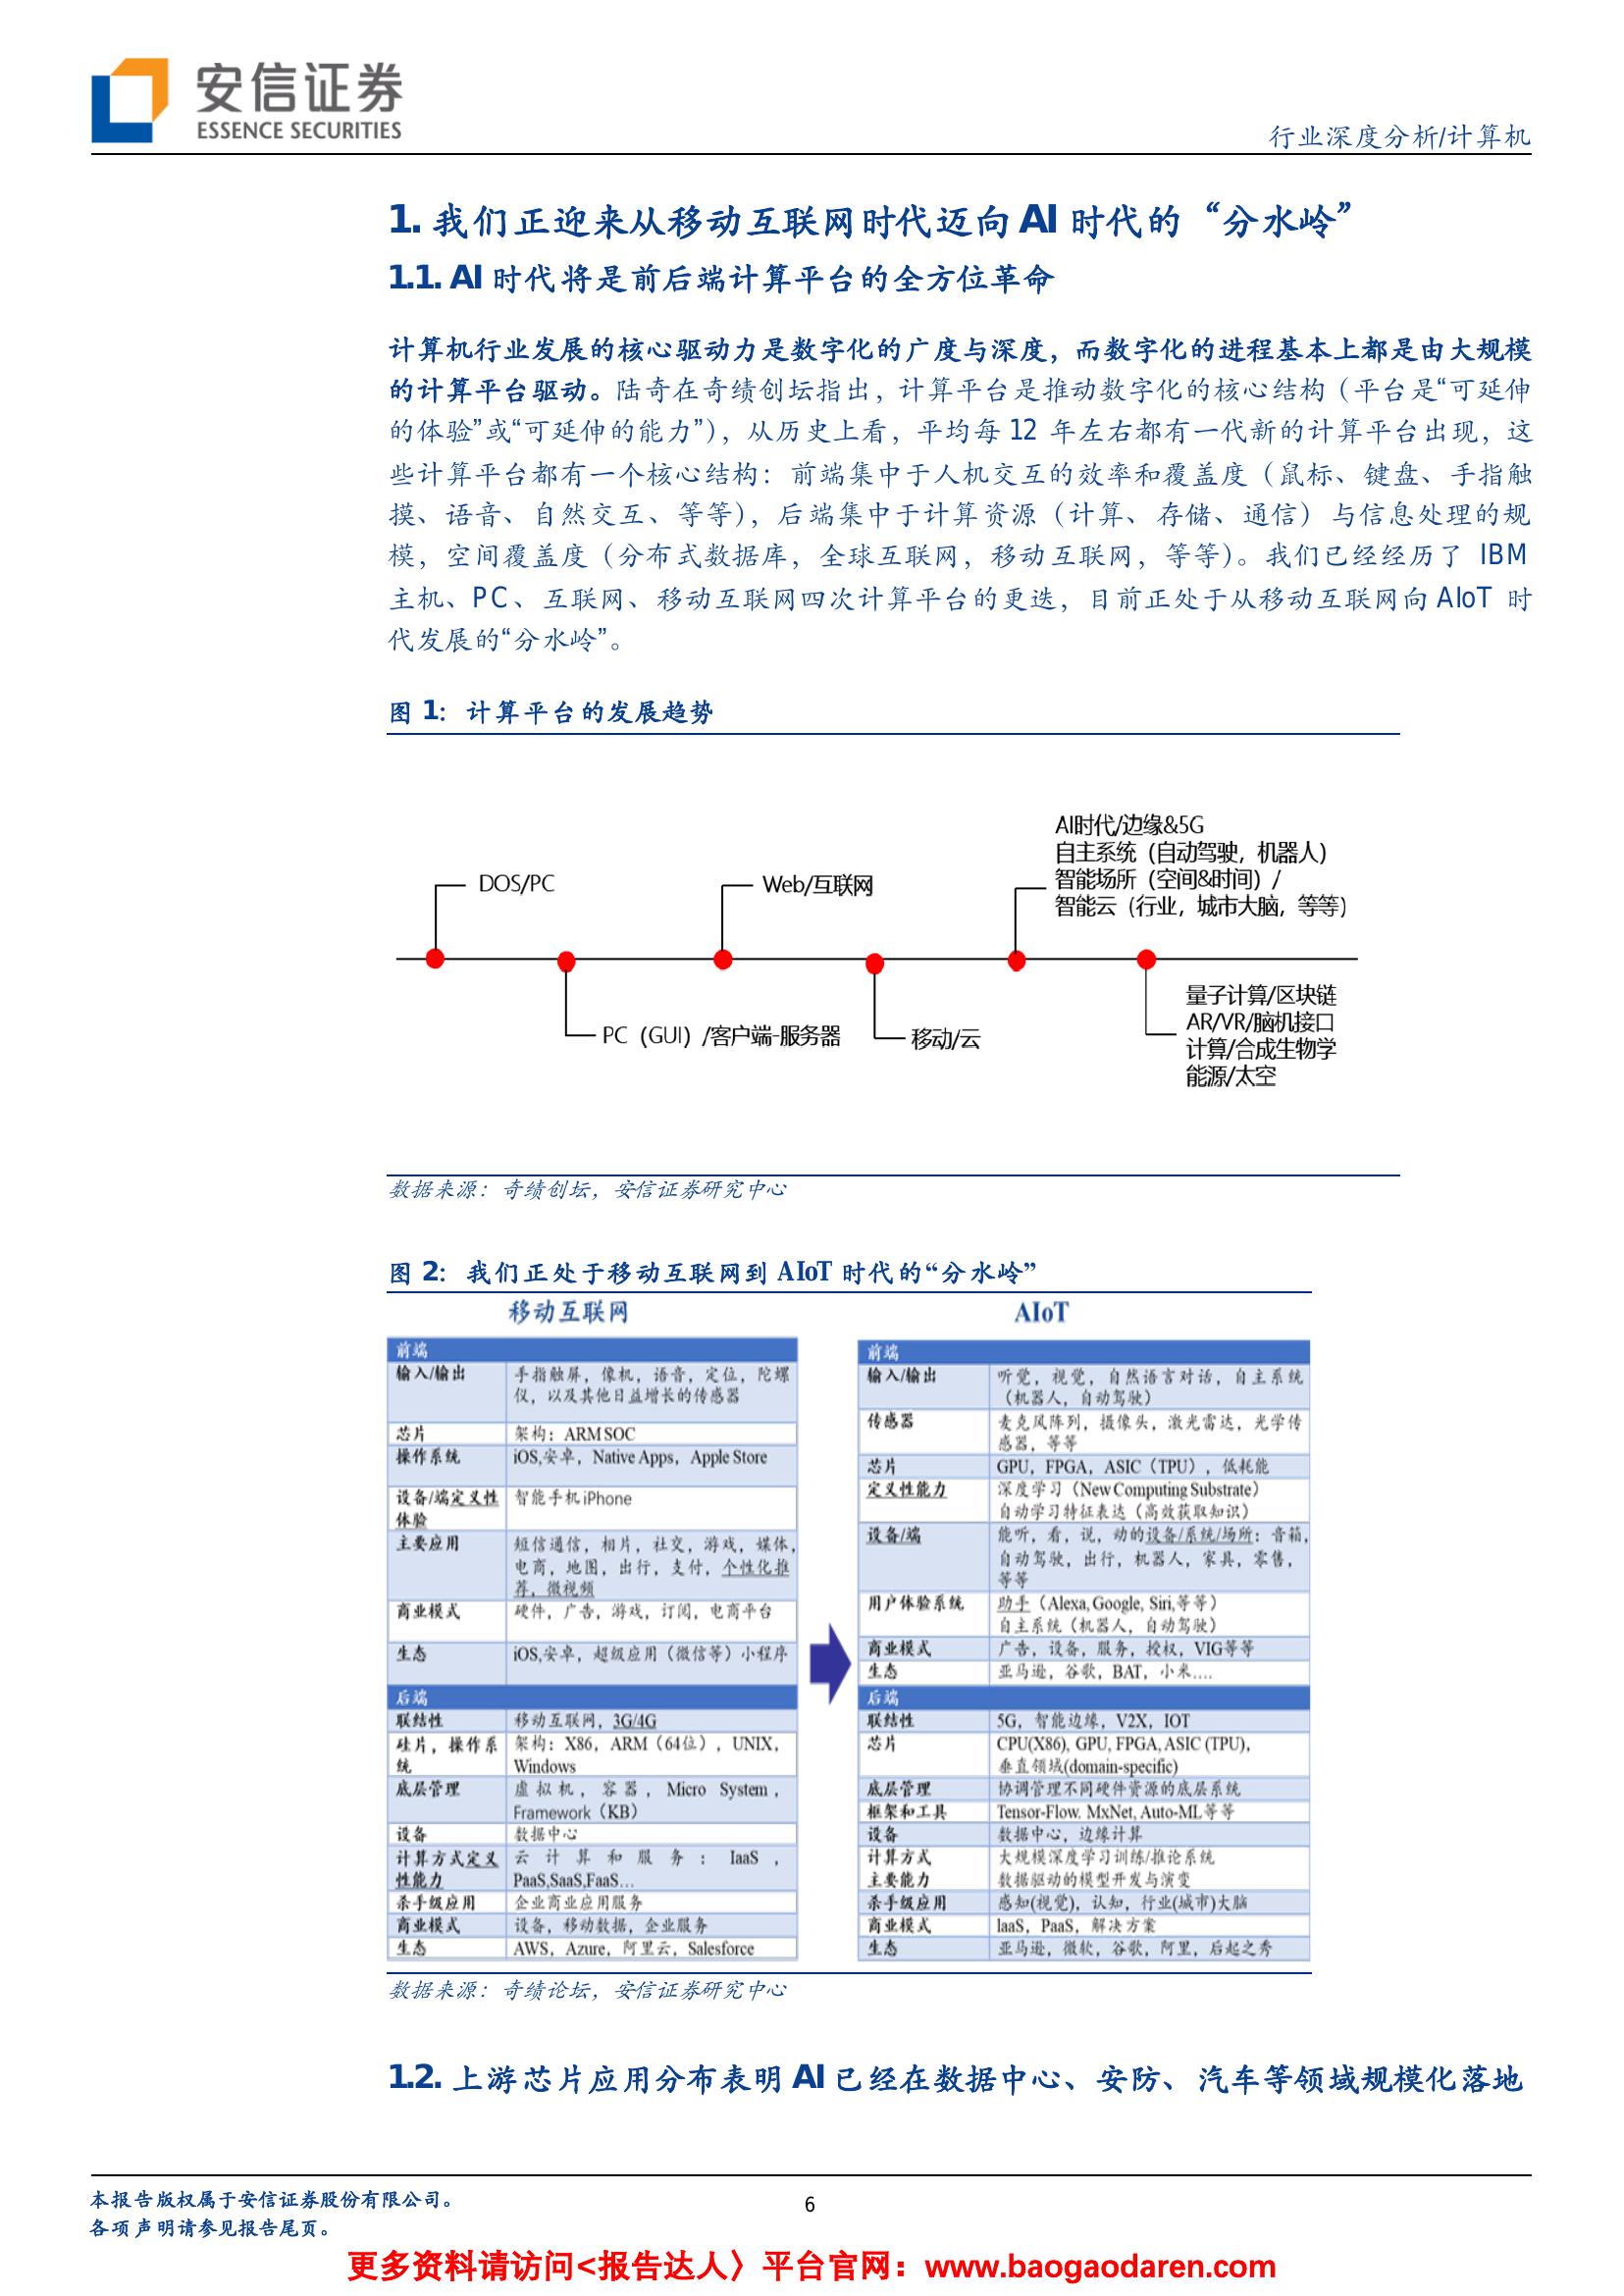 安信证券
ESSENCE SECURITIES
行业深度分析/计算机
1. 我们正迎来从移动互联网时代迈向 AI 时代的“分水岭”
1.1. AI 时代将是前后端计算平台的全方位革命
计算机行业发展的核心驱动力是数字化的广度与深度，而数字化的进程基本上都是由大规模
的计算平台驱动。陆奇在奇绩创坛指出，计算平台是推动数字化的核心结构（平台是“可延伸
的体验”或“可延伸的能力”），从历史上看，平均每 12 年左右都有一代新的计算平台出现，这
些计算平台都有一个核心结构：前端集中于人机交互的效率和覆盖度（鼠标、键盘、手指触
摸、语音、自然交互、等等），后端集中于计算资源（计算、存储、通信）与信息处理的规
模，空间覆盖度（分布式数据库，全球互联网，移动互联网，等等）。我们已经经历了 IBM
主机、PC、互联网、移动互联网四次计算平台的更迭，目前正处于从移动互联网向 AIoT 时
代发展的“分水岭”。
图 1：计算平台的发展趋势
AI时代/边缘&5G
自主系统（自动驾驶，机器人）
智能场所（空间&时间）/
智能云（行业，城市大脑，等等）
DOS/PC
Web/互联网
PC（GUI）/客户端-服务器
移动/云
量子计算/区块链
AR/VR/脑机接口
计算/合成生物学
能源/太空
数据来源：奇绩创坛，安信证券研究中心
图 2：我们正处于移动互联网到 AIoT 时代的“分水岭”
移动互联网
前端
输入/输出 手指触屏，像机，语音，定位，陀螺
仪，以及其他日益增长的传感器
芯片 架构：ARM SOC
操作系统 iOS,安卓，Native Apps，Apple Store
设备/端定义性 智能手机 iPhone
体验
主要应用 短信通信，相片，社交，游戏，媒体，
电商，地图，出行，支付，个性化推
荐，微视频
商业模式 硬件，广告，游戏，订阅，电商平台
生态 iOS,安卓，超级应用（微信等）小程序
后端
联结性 移动互联网，3G/4G
硅片，操作系 架构：X86，ARM（64位），UNIX，
统 Windows
底层管理 虚拟机，容器，Micro System，
Framework（KB）
设备 数据中心
计算方式定义 云计算和服务：IaaS，
性能力 PaaS,SaaS,FaaS…
杀手级应用 企业商业应用服务
商业模式 设备，移动数据，企业服务
生态 AWS，Azure，阿里云，Salesforce
AIoT
前端
输入/输出 听觉，视觉，自然语言对话，自主系统
（机器人，自动驾驶）
传感器 麦克风阵列，摄像头，激光雷达，光学传
感器，等等
芯片 GPU，FPGA，ASIC（TPU），低耗能
定义性能力 深度学习（New Computing Substrate）
自动学习特征表达（高效获取知识）
设备/端 能听，看，说，动的设备/系统/场所：音箱，
自动驾驶，出行，机器人，家具，零售，
等等
用户体验系统 助手（Alexa, Google, Siri,等等）
自主系统（机器人，自动驾驶）
商业模式 广告，设备，服务，授权，VIG等等
生态 亚马逊，谷歌，BAT，小米....
后端
联结性 5G，智能边缘，V2X，IOT
芯片 CPU(X86), GPU, FPGA, ASIC (TPU),
垂直领域(domain-specific)
底层管理 协调管理不同硬件资源的底层系统
框架和工具 Tensor-Flow. MxNet, Auto-ML等等
设备 数据中心，边缘计算
计算方式 大规模深度学习训练/推论系统
主要能力 数据驱动的模型开发与演变
杀手级应用 感知(视觉)，认知，行业(城市)大脑
商业模式 IaaS，PaaS，解决方案
生态 亚马逊，微软，谷歌，阿里，后起之秀
数据来源：奇绩论坛，安信证券研究中心
1.2. 上游芯片应用分布表明 AI 已经在数据中心、安防、汽车等领域规模化落地
本报告版权属于安信证券股份有限公司。
各项声明请参见报告尾页。
6
更多资料请访问<报告达人〉平台官网：www.baogaodaren.com